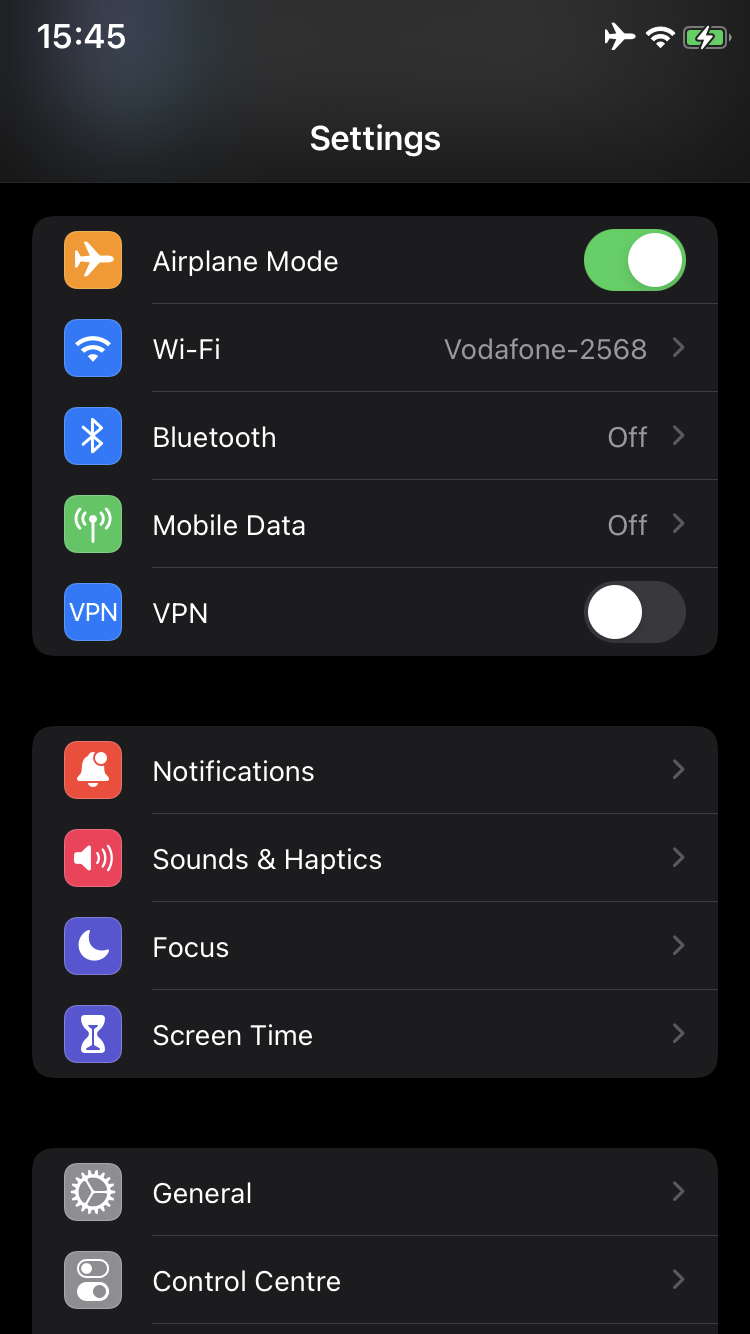 15:45
Settings
Airplane Mode
Wi-Fi Vodafone-2568
Bluetooth Off
Mobile Data Off
VPN VPN
Notifications
Sounds & Haptics
Focus
Screen Time
General
Control Centre